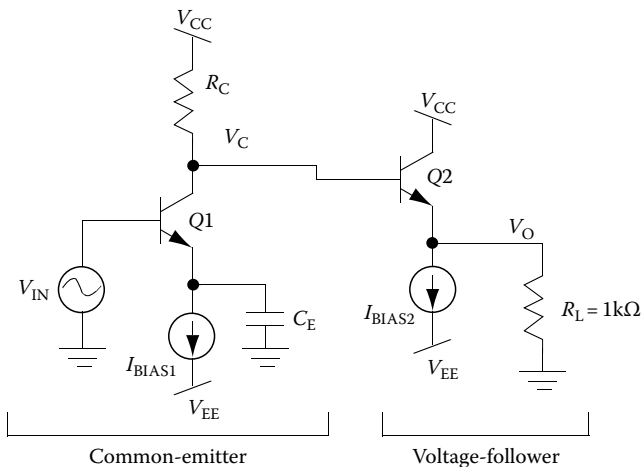 V_CC
R_C
V_C
V_CC
Q2
Q1
V_O
V_IN
C_E
I_BIAS2
R_L = 1kΩ
I_BIAS1
V_EE
V_EE
Common-emitter
Voltage-follower